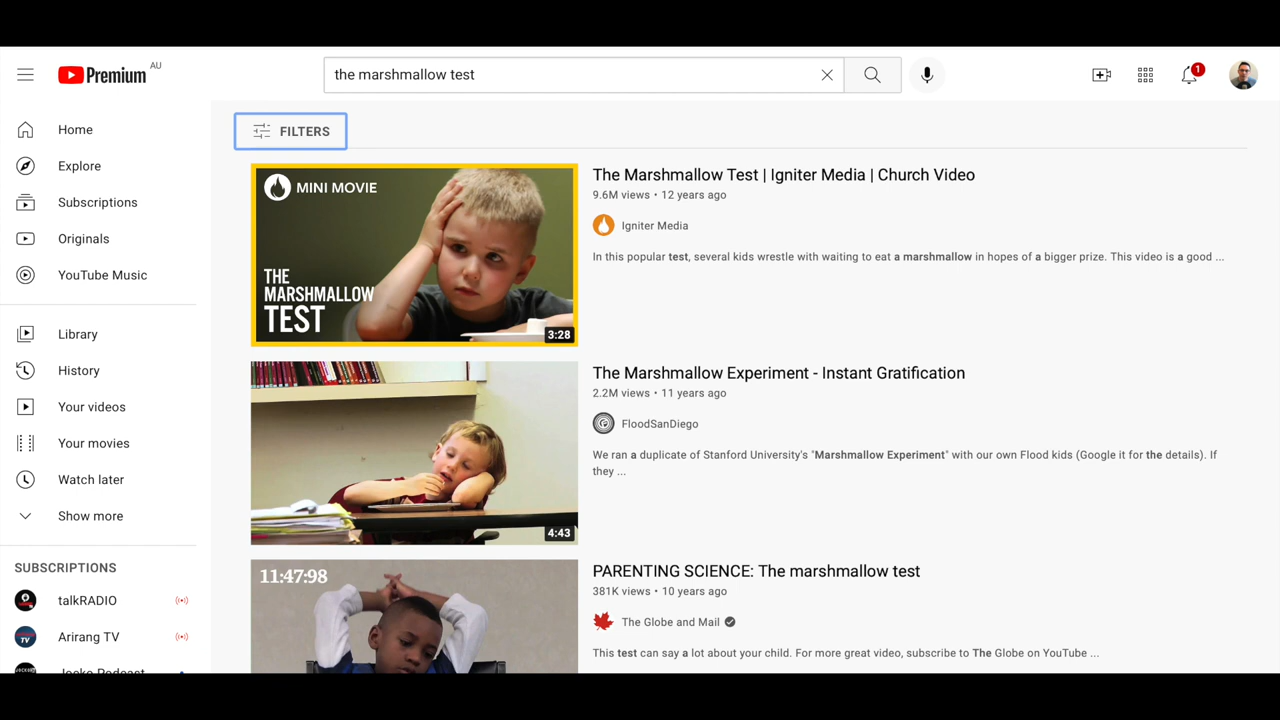 Premium AU
the marshmallow test
1
Home
Explore
Subscriptions
Originals
YouTube Music
Library
History
Your videos
Your movies
Watch later
Show more
SUBSCRIPTIONS
talkRADIO
Arirang TV
Jocko Podcast
FILTERS
MINI MOVIE
THE
MARSHMALLOW
TEST
3:28
The Marshmallow Test | Igniter Media | Church Video
9.6M views • 12 years ago
Igniter Media
In this popular test, several kids wrestle with waiting to eat a marshmallow in hopes of a bigger prize. This video is a good ...
4:43
The Marshmallow Experiment - Instant Gratification
2.2M views • 11 years ago
FloodSanDiego
We ran a duplicate of Stanford University's "Marshmallow Experiment" with our own Flood kids (Google it for the details). If
they ...
11:47:98
PARENTING SCIENCE: The marshmallow test
381K views • 10 years ago
The Globe and Mail
This test can say a lot about your child. For more great video, subscribe to The Globe on YouTube ...